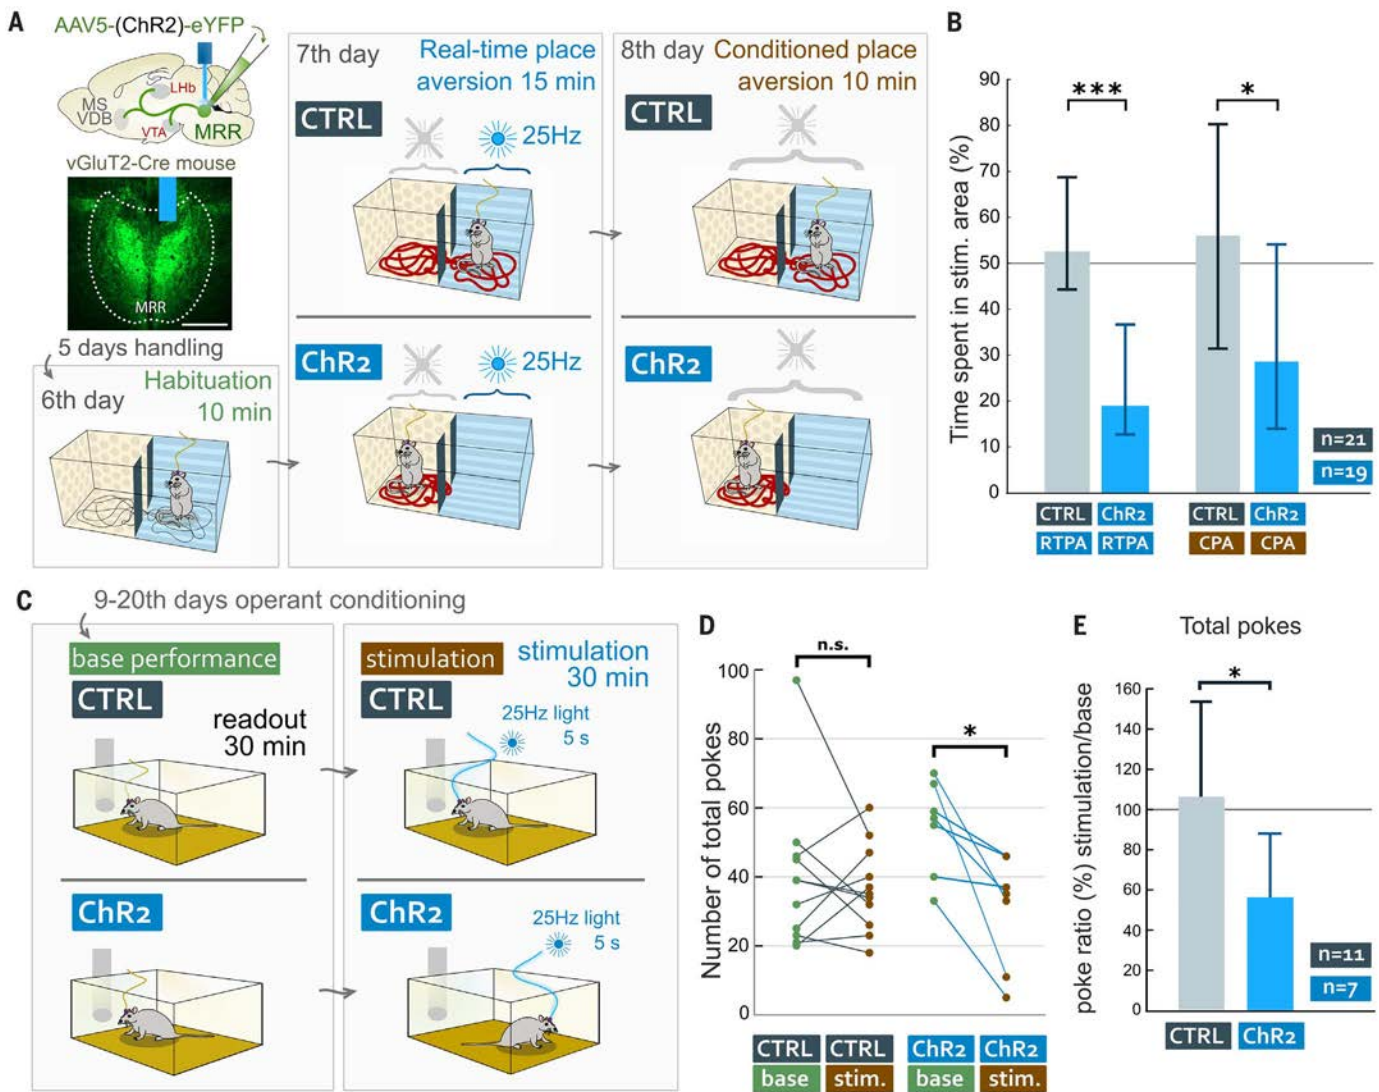 A
AAV5-(ChR2)-eYFP
LHb
MS
VDB
VTA
MRR
vGluT2-Cre mouse
MRR
5 days handling
6th day
Habituation
10 min
7th day
Real-time place
aversion 15 min
CTRL
25Hz
ChR2
25Hz
8th day
Conditioned place
aversion 10 min
CTRL
ChR2
B
Time spent in stim. area (%)
90
80
70
60
50
40
30
20
10
0
***
*
n=21
n=19
CTRL ChR2 CTRL ChR2
RTPA RTPA CPA CPA
C
9-20th days operant conditioning
base performance
CTRL
readout
30 min
ChR2
stimulation
stimulation
30 min
CTRL
25Hz light
5 s
ChR2
25Hz light
5 s
D
Number of total pokes
100
80
60
40
20
0
n.s.
*
CTRL CTRL ChR2 ChR2
base stim. base stim.
E
Total pokes
poke ratio (%) stimulation/base
160
140
120
100
80
60
40
20
0
*
n=11
n=7
CTRL ChR2